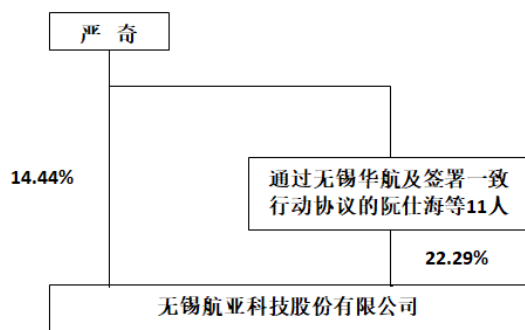 严 奇
14.44%
通过无锡华航及签署一致
行动协议的阮仕海等11人
22.29%
无锡航亚科技股份有限公司